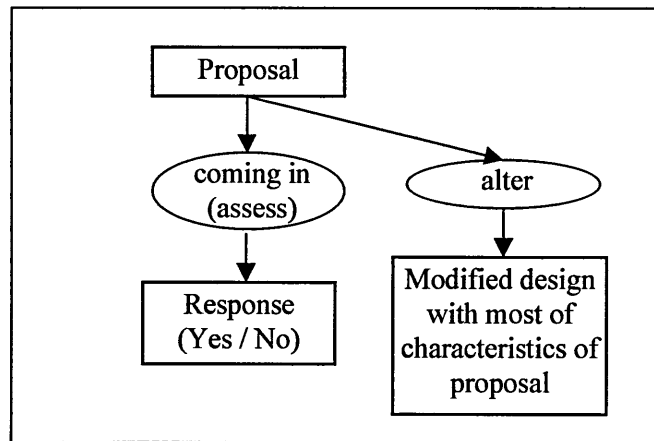 Proposal
coming in
(assess)
alter
Response
(Yes / No)
Modified design
with most of
characteristics of
proposal